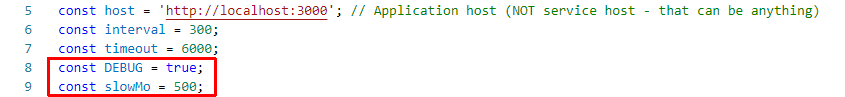 5 const host = 'http://localhost:3000'; // Application host (NOT service host - that can be anything)
6 const interval = 300;
7 const timeout = 6000;
8 const DEBUG = true;
9 const slowMo = 500;